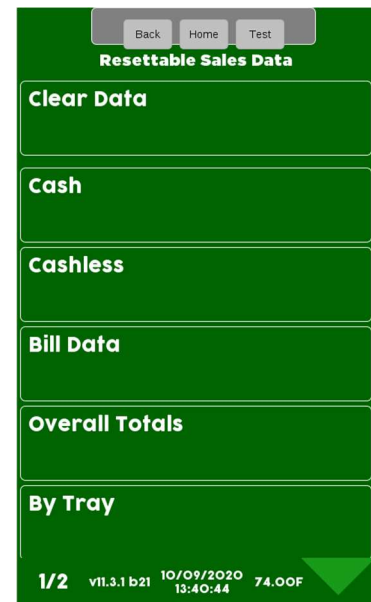 Back Home Test
Resettable Sales Data
Clear Data
Cash
Cashless
Bill Data
Overall Totals
By Tray
1/2 v11.3.1 b21 10/09/2020 74.00F
13:40:44